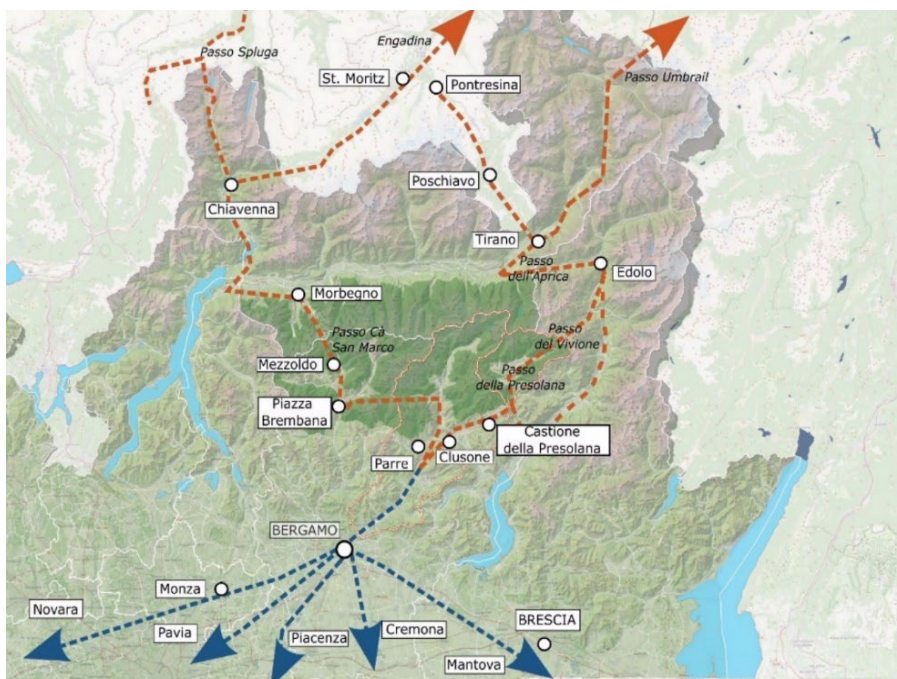 Passo Spluga
Engadina
St. Moritz
Pontresina
Passo Umbrail
Poschiavo
Chiavenna
Tirano
Passo
dell'Aprica
Edolo
Morbegno
Passo Cà
San Marco
Passo
del Vivione
Mezzoldo
Passo
della Presolana
Piazza
Brembana
Castione
della Presolana
Clusone
Parre
BERGAMO
Monza
Novara
Pavia
Piacenza
Cremona
BRESCIA
Mantova